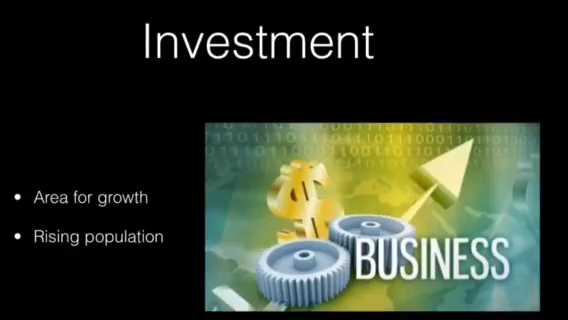 Investment
• Area for growth
• Rising population
BUSINESS